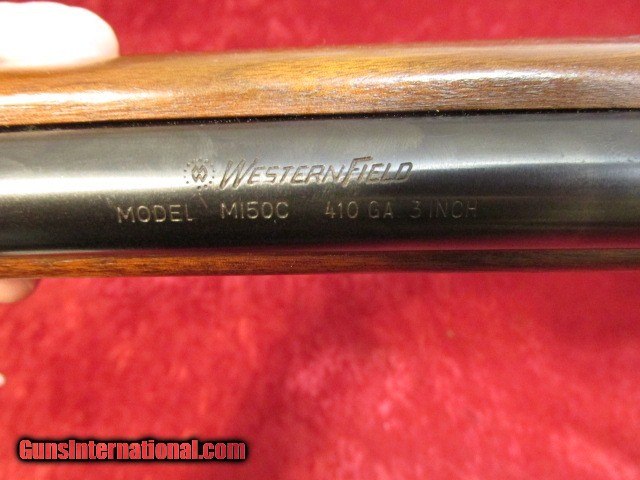 WESTERNFIELD
MODEL M150C 410 GA 3 INCH
GunsInternational.com